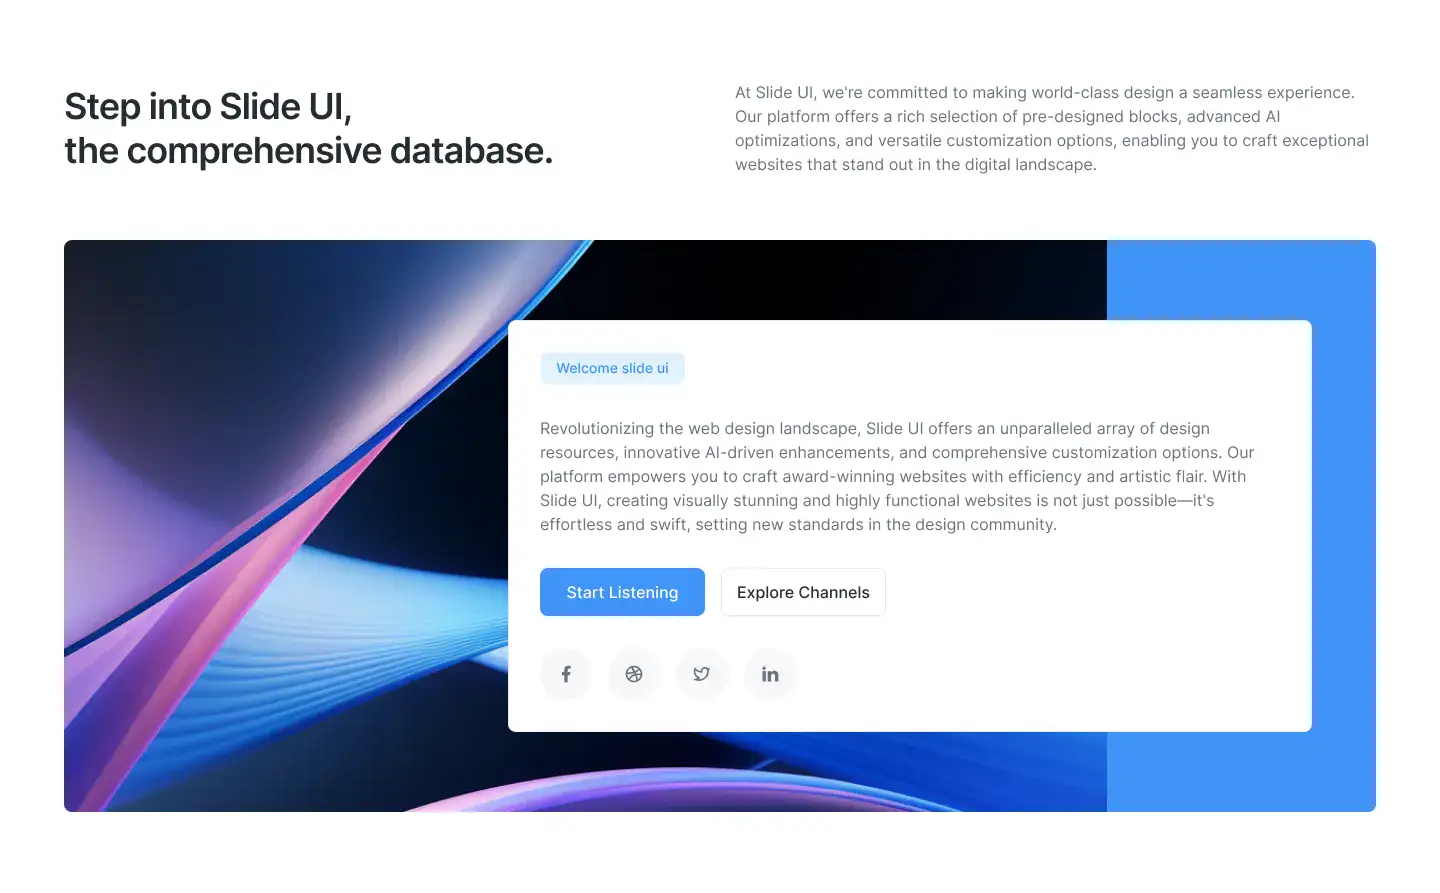 Step into Slide UI,
the comprehensive database.
At Slide UI, we're committed to making world-class design a seamless experience.
Our platform offers a rich selection of pre-designed blocks, advanced AI
optimizations, and versatile customization options, enabling you to craft exceptional
websites that stand out in the digital landscape.
Welcome slide ui
Revolutionizing the web design landscape, Slide UI offers an unparalleled array of design
resources, innovative AI-driven enhancements, and comprehensive customization options. Our
platform empowers you to craft award-winning websites with efficiency and artistic flair. With
Slide UI, creating visually stunning and highly functional websites is not just possible—it's
effortless and swift, setting new standards in the design community.
Start Listening
Explore Channels